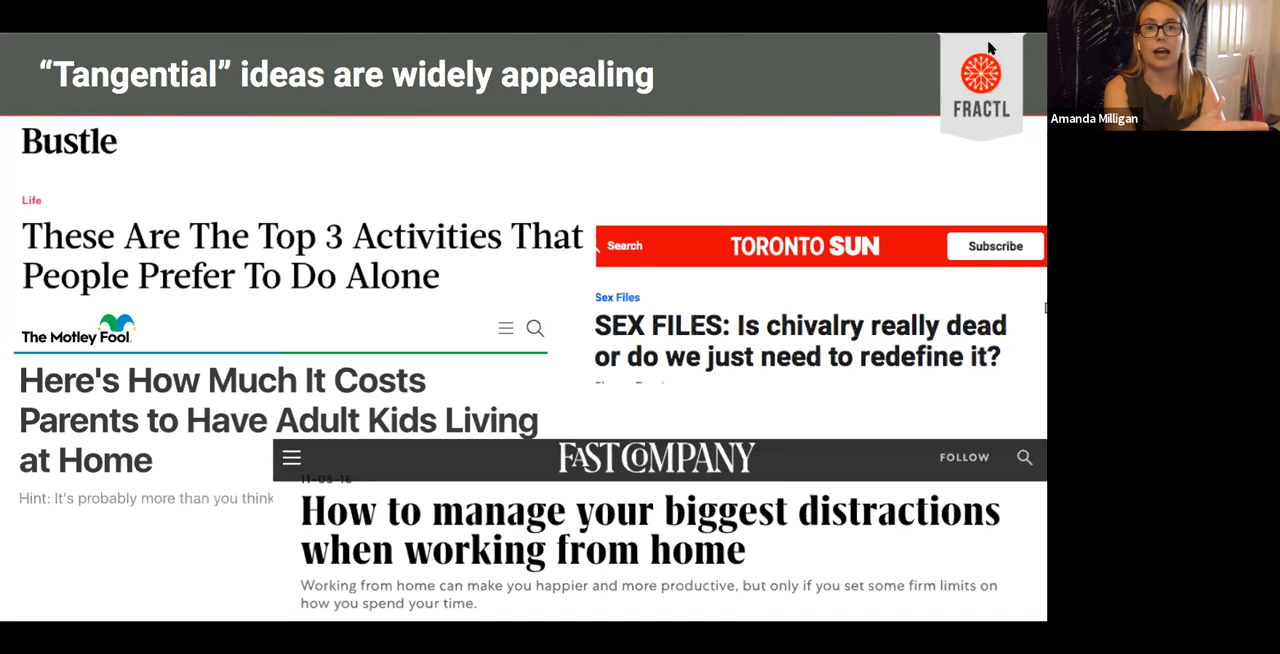 “Tangential” ideas are widely appealing
FRACTL
Amanda Milligan
Bustle
Life
These Are The Top 3 Activities That
People Prefer To Do Alone
Search
TORONTO SUN
Subscribe
Sex Files
SEX FILES: Is chivalry really dead
or do we just need to redefine it?
The Motley Fool.
Here's How Much It Costs
Parents to Have Adult Kids Living
at Home
Hint: It's probably more than you think
FAST COMPANY
FOLLOW
11-05-18
How to manage your biggest distractions
when working from home
Working from home can make you happier and more productive, but only if you set some firm limits on
how you spend your time.